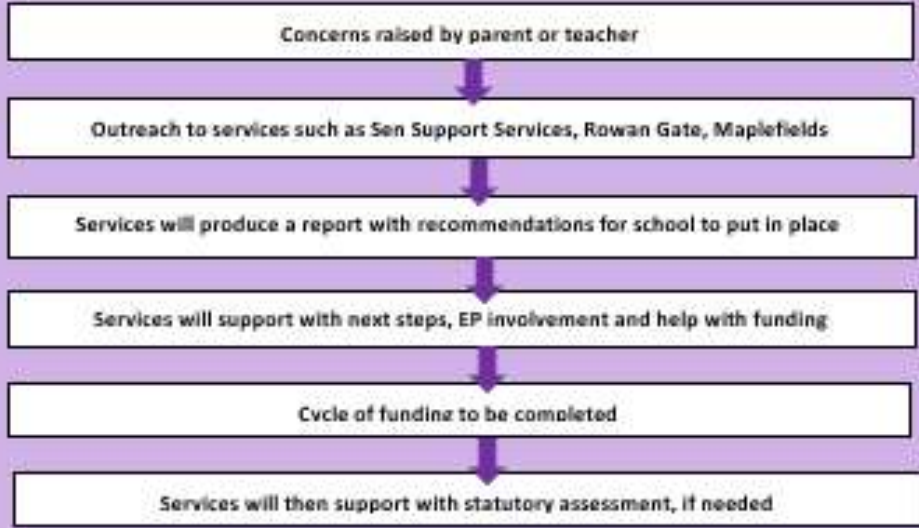 Concerns raised by parent or teacher
Outreach to services such as Sen Support Services, Rowan Gate, Maplefields
Services will produce a report with recommendations for school to put in place
Services will support with next steps, EP involvement and help with funding
Cycle of funding to be completed
Services will then support with statutory assessment, if needed